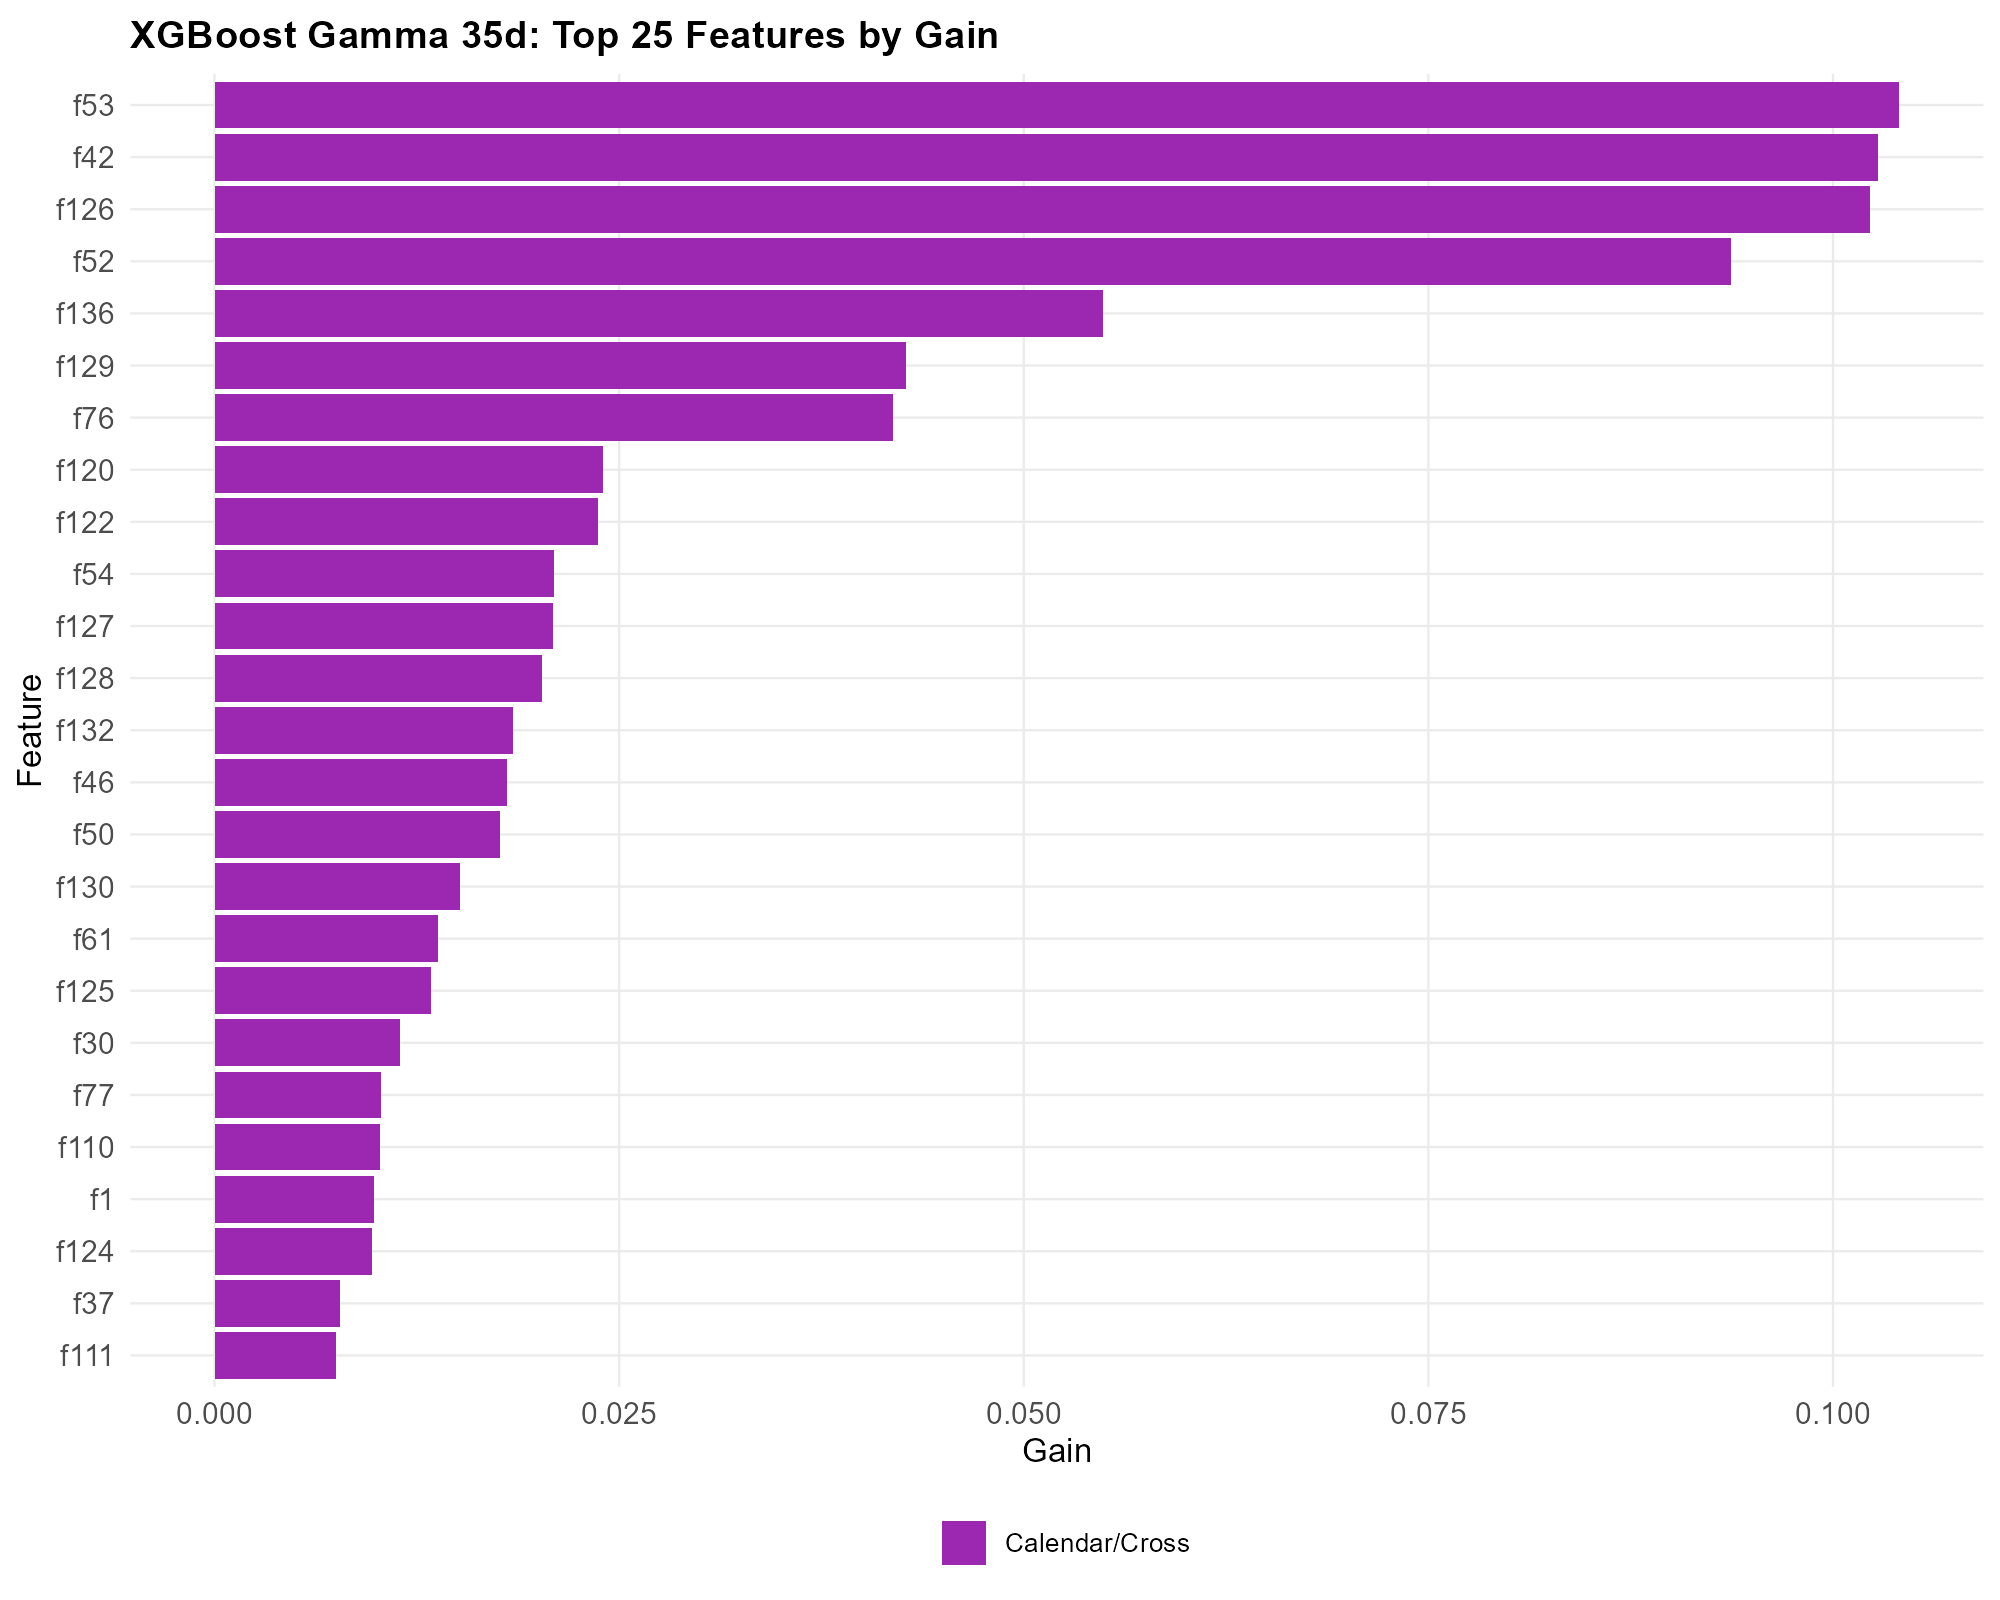 XGBoost Gamma 35d: Top 25 Features by Gain
f53
f42
f126
f52
f136
f129
f76
f120
f122
f54
f127
f128
f132
f46
f50
f130
f61
f125
f30
f77
f110
f1
f124
f37
f111
Feature
0.000 0.025 0.050 0.075 0.100
Gain
Calendar/Cross